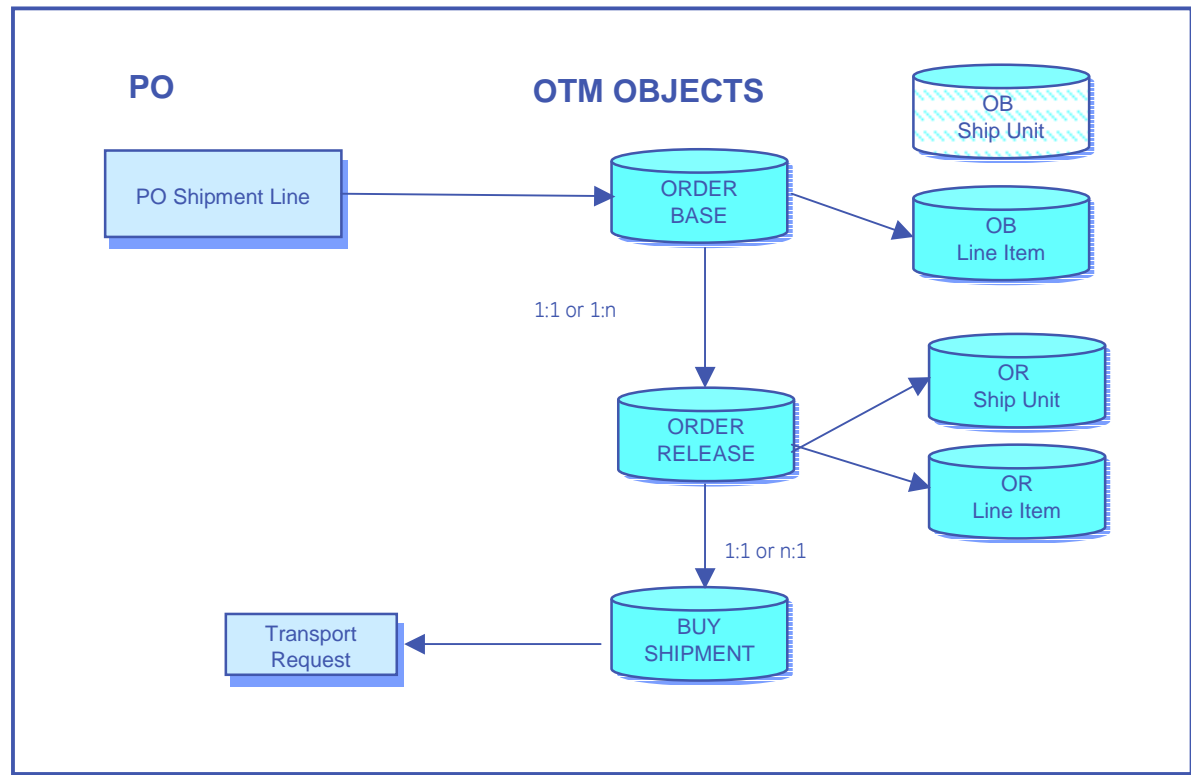 PO
OTM OBJECTS
OB
Ship Unit
PO Shipment Line
ORDER
BASE
OB
Line Item
1:1 or 1:n
OR
Ship Unit
ORDER
RELEASE
OR
Line Item
1:1 or n:1
Transport
Request
BUY
SHIPMENT